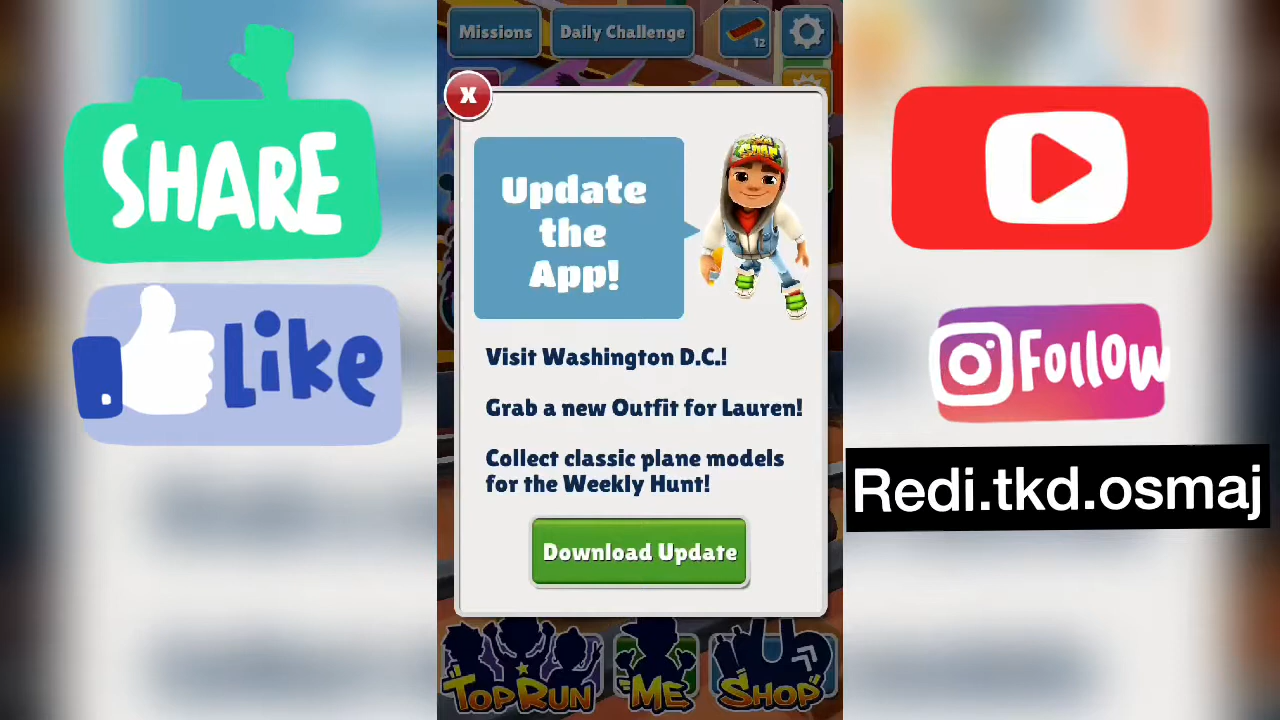 Missions
Daily Challenge
12
X
SHARE
Update
the
App!
Like
Visit Washington D.C.!
Follow
Grab a new Outfit for Lauren!
Collect classic plane models
for the Weekly Hunt!
Redi.tkd.osmaj
Download Update
TOP RUN
ME
SHOP